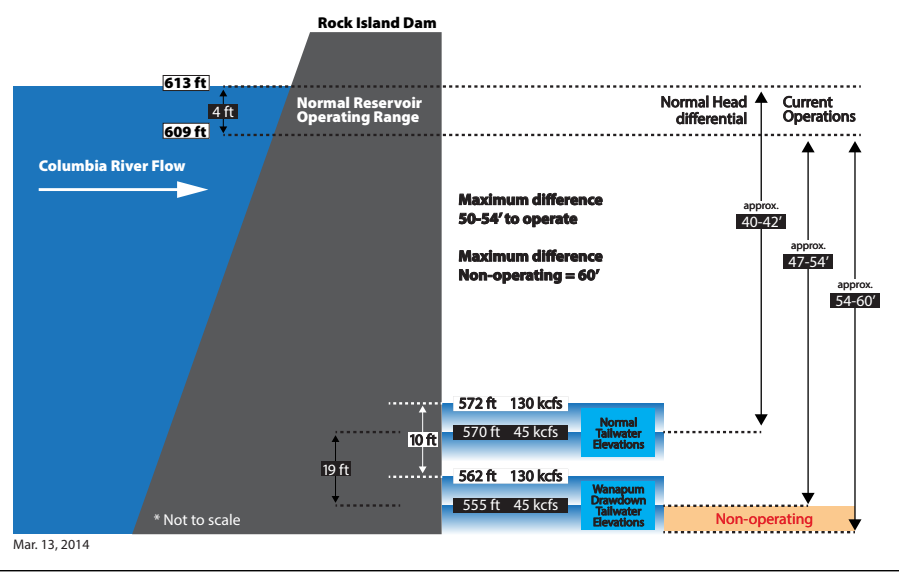 Rock Island Dam
613 ft
4 ft
609 ft
Normal Reservoir
Operating Range
Normal Head
differential
Current
Operations
Columbia River Flow
Maximum difference
50-54’ to operate
Maximum difference
Non-operating = 60’
approx.
40-42’
approx.
47-54’
approx.
54-60’
572 ft 130 kcfs
570 ft 45 kcfs
Normal
Tailwater
Elevations
10 ft
19 ft
562 ft 130 kcfs
555 ft 45 kcfs
Wanapum
Drawdown
Tailwater
Elevations
Non-operating
* Not to scale
Mar. 13, 2014